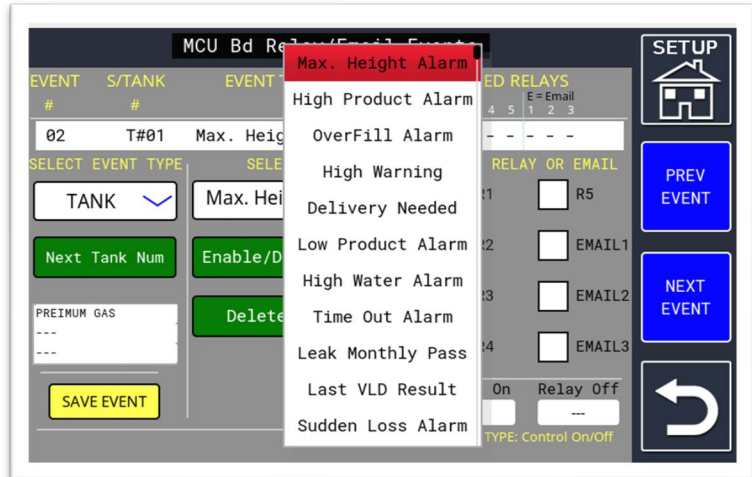 MCU Bd Relay/Email Events
SETUP
EVENT S/TANK EVENT T ED RELAYS
# # 4 5 E = Email 1 2 3
02 T#01 Max. Heig - - - - -
SELECT EVENT TYPE SELE RELAY OR EMAIL
TANK
Max. Hei
R5
Next Tank Num
Enable/D
EMAIL1
PREIMUM GAS
---
---
Delete
EMAIL2
EMAIL3
SAVE EVENT
On Relay Off
---
TYPE: Control On/Off
Max. Height Alarm
High Product Alarm
OverFill Alarm
High Warning
Delivery Needed
Low Product Alarm
High Water Alarm
Time Out Alarm
Leak Monthly Pass
Last VLD Result
Sudden Loss Alarm
PREV
EVENT
NEXT
EVENT